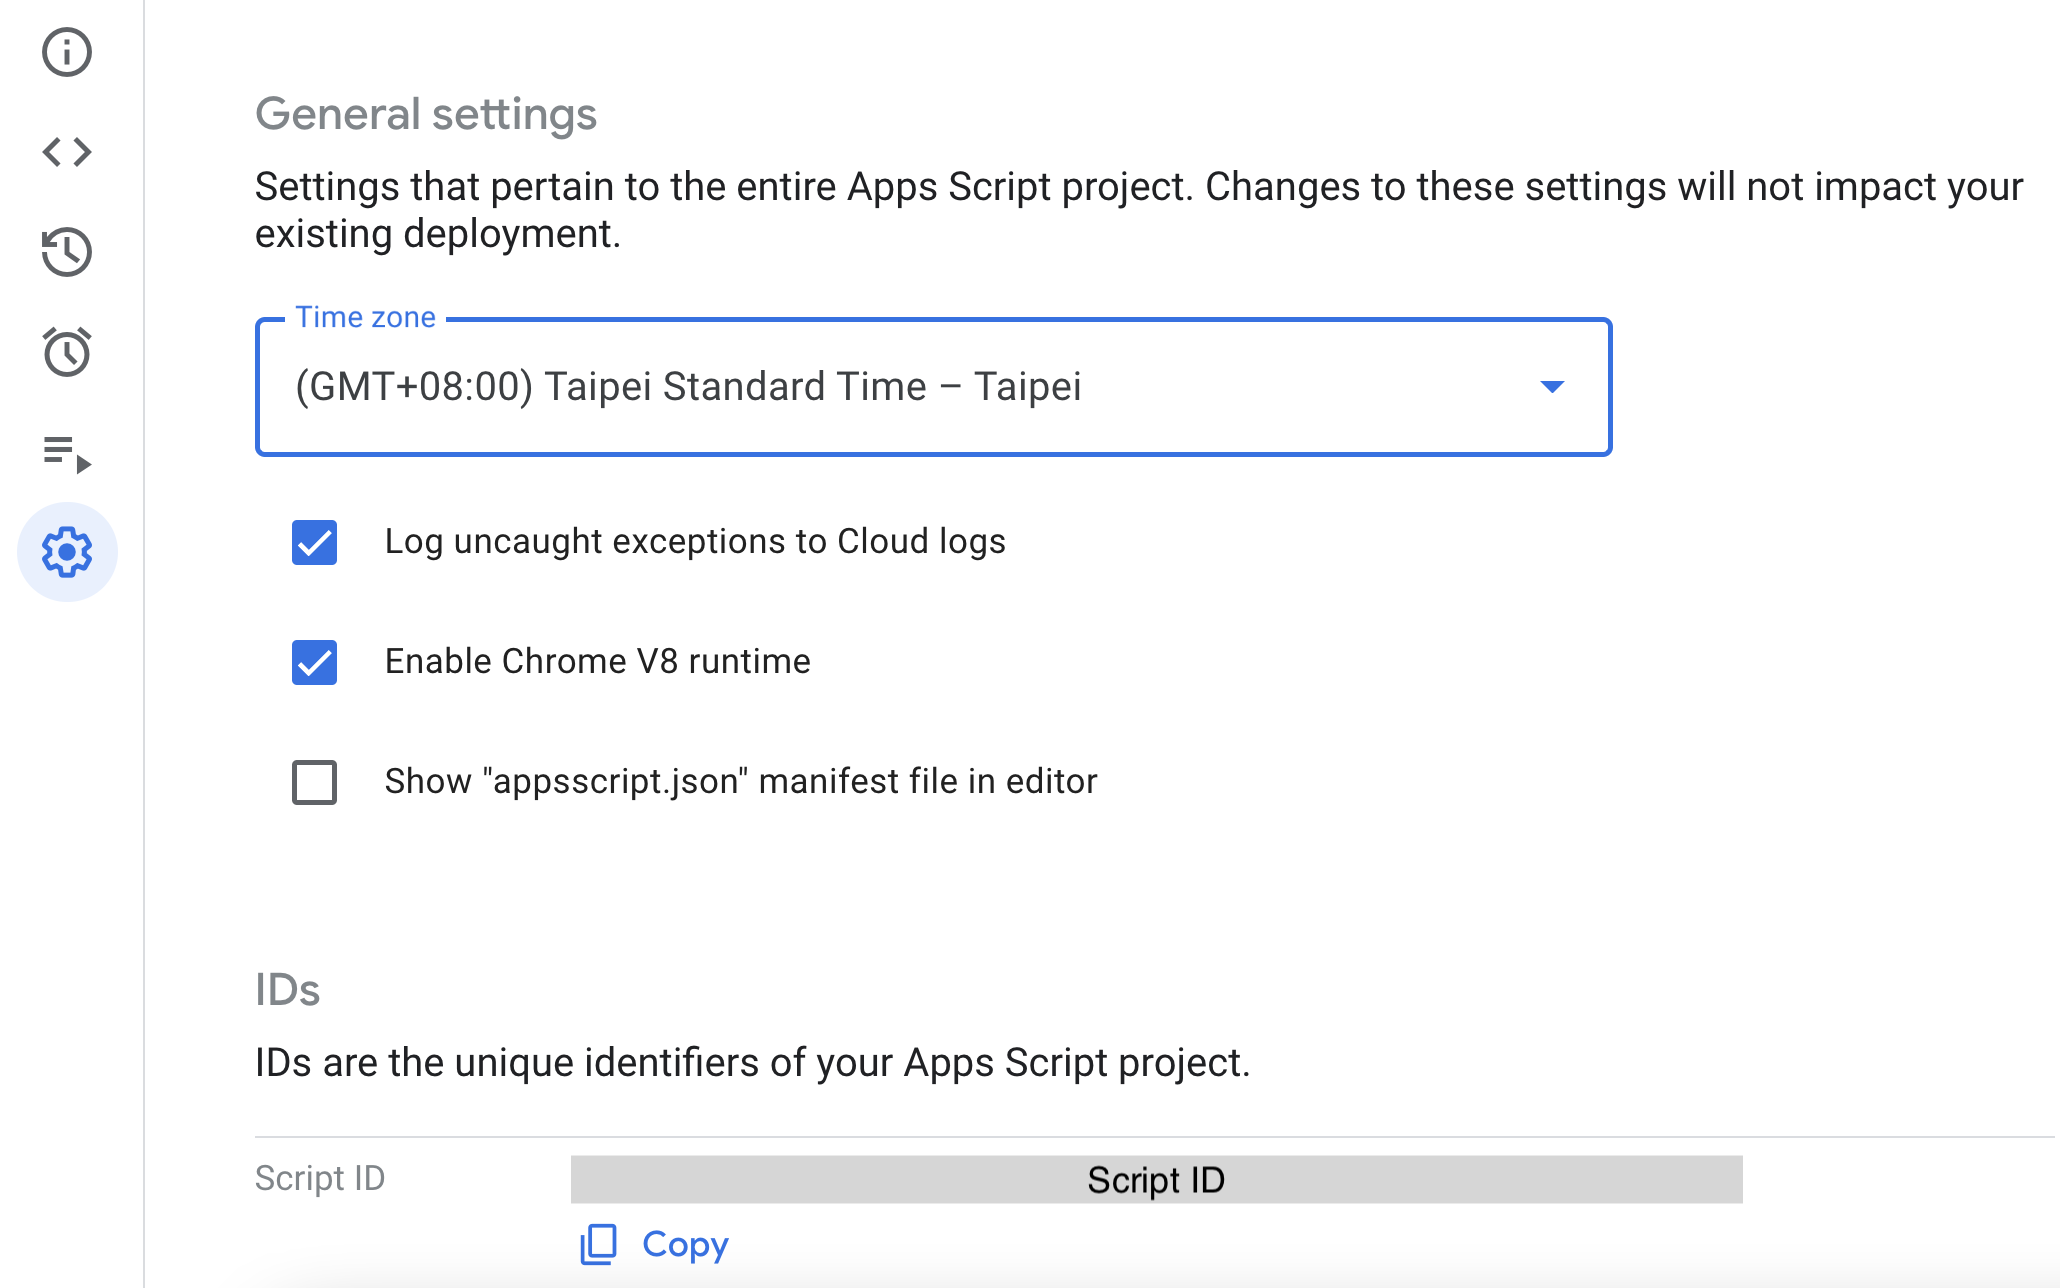 General settings
Settings that pertain to the entire Apps Script project. Changes to these settings will not impact your
existing deployment.
Time zone
(GMT+08:00) Taipei Standard Time – Taipei
Log uncaught exceptions to Cloud logs
Enable Chrome V8 runtime
Show "appsscript.json" manifest file in editor
IDs
IDs are the unique identifiers of your Apps Script project.
Script ID
Script ID
Copy